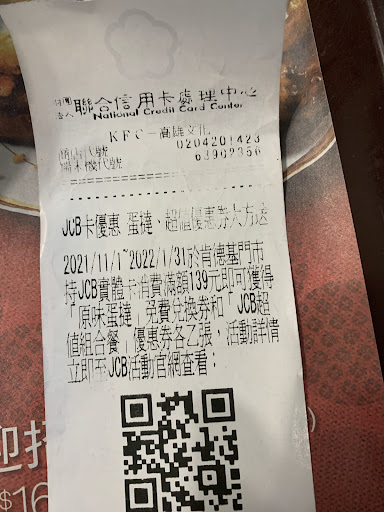 財團法人 聯合信用卡處理中心
National Credit Card Center
KFC－高雄文化
商店代號 0204201423
端末機代號 63902356
==================
JCB卡優惠 蛋撻、超值優惠券大方送
2021/11/1~2022/1/31於肯德基門市
持JCB實體卡消費滿額139元即可獲得
「原味蛋撻」免費兌換券和「JCB超
值組合餐」優惠券各乙張，活動詳情
立即至JCB活動官網查看：
迎招
$16